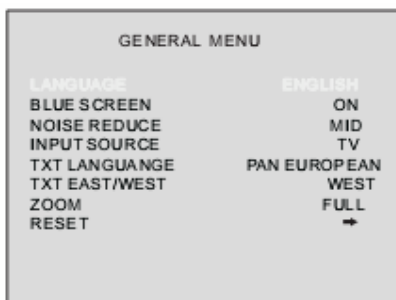 GENERAL MENU
LANGUAGE ENGLISH
BLUE SCREEN ON
NOISE REDUCE MID
INPUT SOURCE TV
TXT LANGUANGE PAN EUROPEAN
TXT EAST/WEST WEST
ZOOM FULL
RESET ➡